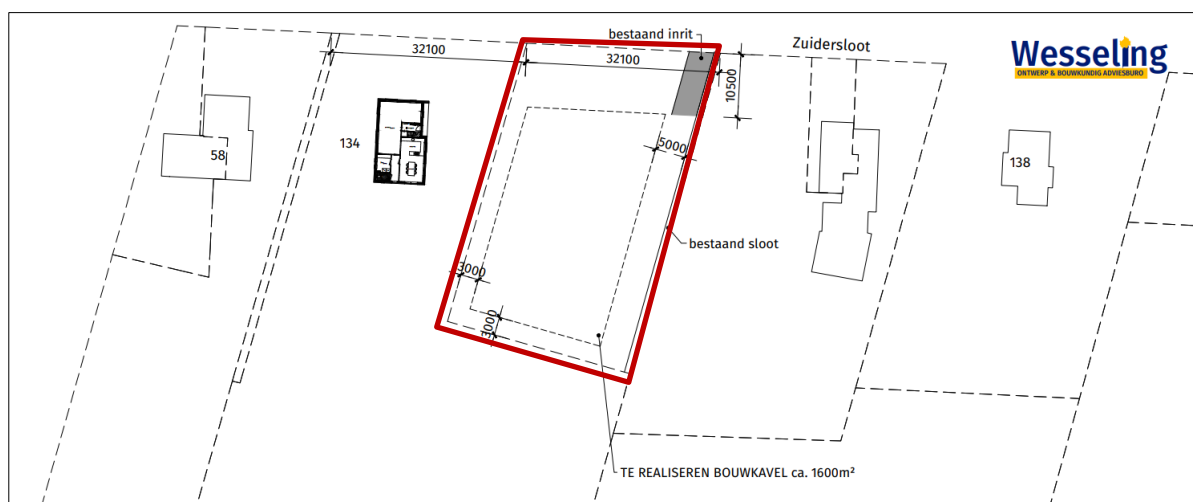 bestaand inrit
Zuidersloot
Wesseling
ONTWERP & BOUWKUNDIG ADVIESBURO
32100
32100
10500
134
58
5000
138
bestaand sloot
3000
3000
TE REALISEREN BOUWKAVEL ca. 1600m²